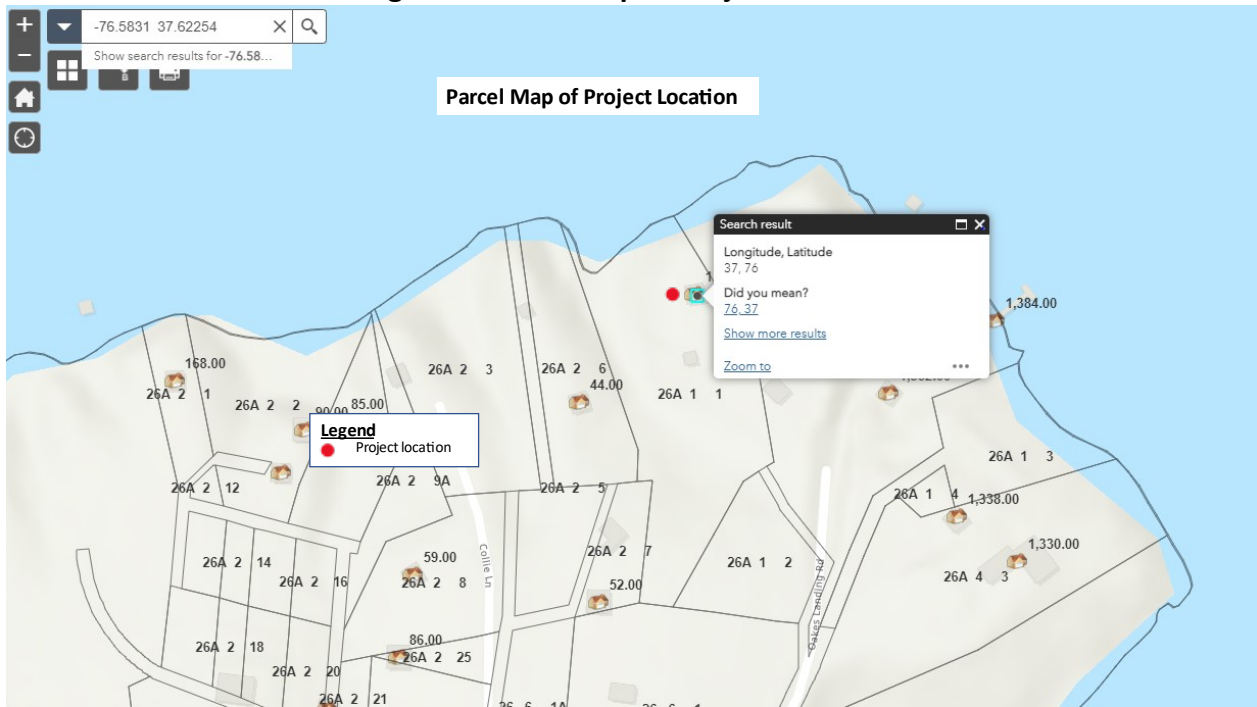 -76.5831 37.62254
Show search results for -76.58...
Parcel Map of Project Location
Search result
Longitude, Latitude
37, 76
Did you mean?
76, 37
Show more results
Zoom to
1,384.00
168.00
26A 2 1
26A 2 2
85.00
26A 2 3
26A 2 6
44.00
26A 1 1
Legend
Project location
26A 2 12
26A 2 9A
26A 2 5
26A 1 3
26A 1 4
1,338.00
1,330.00
26A 4 3
26A 2 14
26A 2 16
59.00
26A 2 8
Collie Ln
26A 2 7
52.00
26A 1 2
Oakes Landing Rd
26A 2 18
26A 2 20
86.00
26A 2 25
26A 2 21
26 6 1A